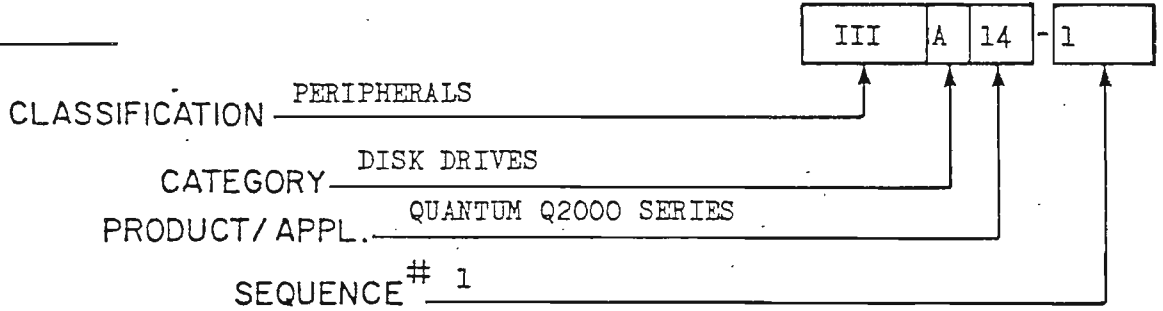 III A 14 - 1
CLASSIFICATION PERIPHERALS
CATEGORY DISK DRIVES
PRODUCT/APPL. QUANTUM Q2000 SERIES
SEQUENCE # 1